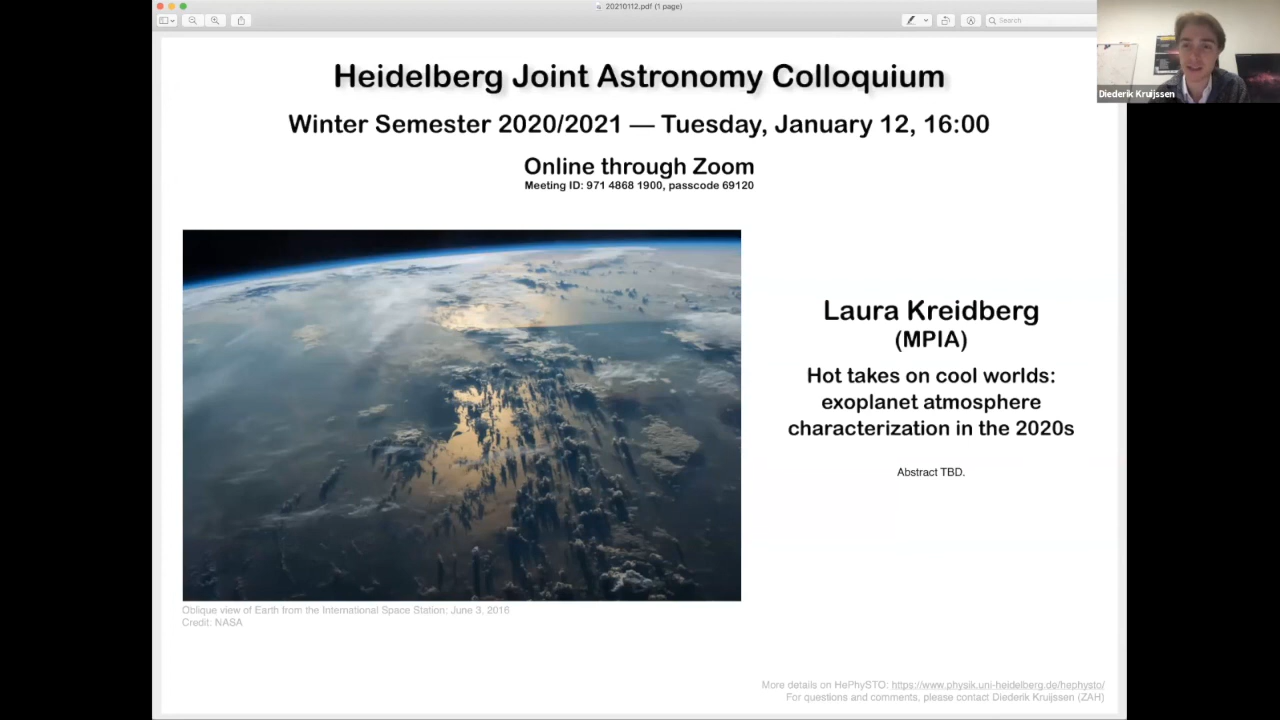 20210112.pdf (1 page)
Search
Diederik Kruijssen
Heidelberg Joint Astronomy Colloquium
Winter Semester 2020/2021 — Tuesday, January 12, 16:00
Online through Zoom
Meeting ID: 971 4868 1900, passcode 69120
Laura Kreidberg
(MPIA)
Hot takes on cool worlds:
exoplanet atmosphere
characterization in the 2020s
Abstract TBD.
Oblique view of Earth from the International Space Station: June 3, 2016
Credit: NASA
More details on HePhySTO: https://www.physik.uni-heidelberg.de/hephysto/
For questions and comments, please contact Diederik Kruijssen (ZAH)